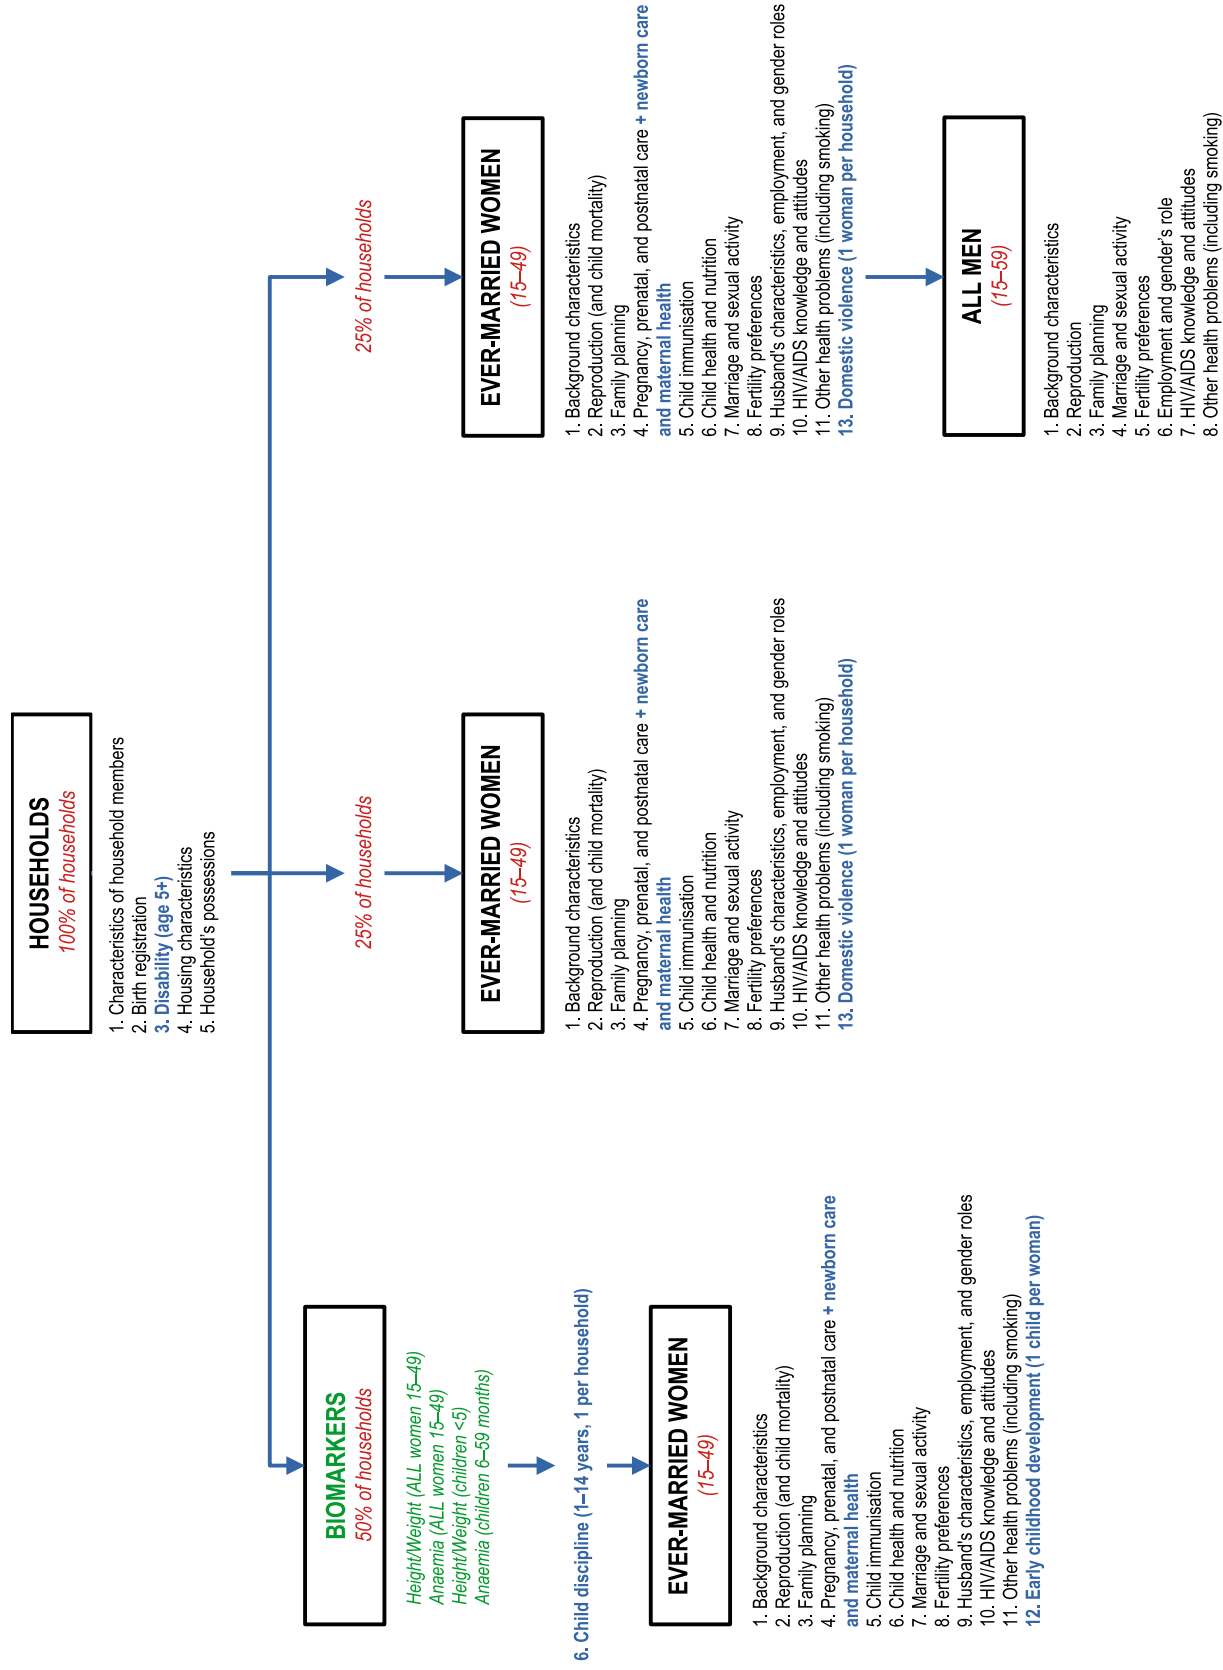 HOUSEHOLDS
100% of households
1. Characteristics of household members
2. Birth registration
3. Disability (age 5+)
4. Housing characteristics
5. Household's possessions
BIOMARKERS
50% of households
Height/Weight (ALL women 15–49)
Anaemia (ALL women 15–49)
Height/Weight (children <5)
Anaemia (children 6–59 months)
6. Child discipline (1–14 years, 1 per household)
EVER-MARRIED WOMEN
(15–49)
1. Background characteristics
2. Reproduction (and child mortality)
3. Family planning
4. Pregnancy, prenatal, and postnatal care + newborn care
and maternal health
5. Child immunisation
6. Child health and nutrition
7. Marriage and sexual activity
8. Fertility preferences
9. Husband's characteristics, employment, and gender roles
10. HIV/AIDS knowledge and attitudes
11. Other health problems (including smoking)
12. Early childhood development (1 child per woman)
25% of households
EVER-MARRIED WOMEN
(15–49)
1. Background characteristics
2. Reproduction (and child mortality)
3. Family planning
4. Pregnancy, prenatal, and postnatal care + newborn care
and maternal health
5. Child immunisation
6. Child health and nutrition
7. Marriage and sexual activity
8. Fertility preferences
9. Husband's characteristics, employment, and gender roles
10. HIV/AIDS knowledge and attitudes
11. Other health problems (including smoking)
13. Domestic violence (1 woman per household)
25% of households
EVER-MARRIED WOMEN
(15–49)
1. Background characteristics
2. Reproduction (and child mortality)
3. Family planning
4. Pregnancy, prenatal, and postnatal care + newborn care
and maternal health
5. Child immunisation
6. Child health and nutrition
7. Marriage and sexual activity
8. Fertility preferences
9. Husband's characteristics, employment, and gender roles
10. HIV/AIDS knowledge and attitudes
11. Other health problems (including smoking)
13. Domestic violence (1 woman per household)
ALL MEN
(15–59)
1. Background characteristics
2. Reproduction
3. Family planning
4. Marriage and sexual activity
5. Fertility preferences
6. Employment and gender's role
7. HIV/AIDS knowledge and attitudes
8. Other health problems (including smoking)